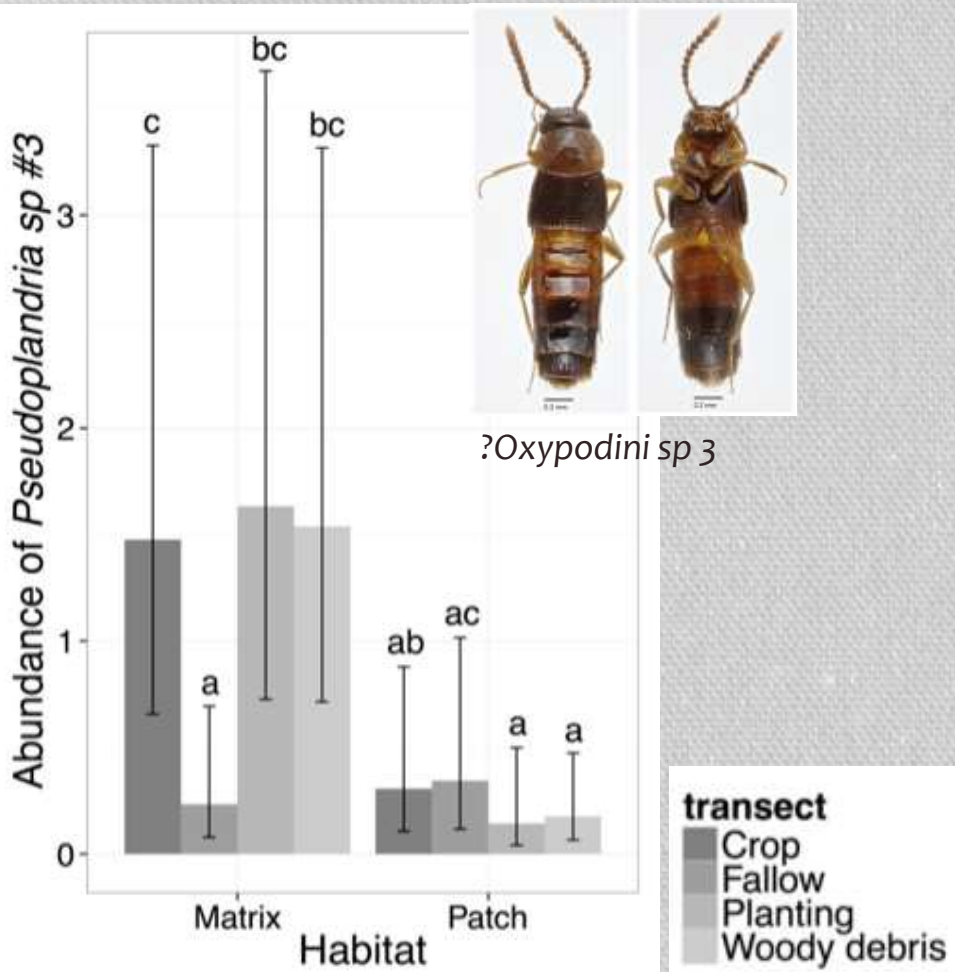 Abundance of Pseudoplandria sp #3
3
2
1
0
c
a
bc
bc
ab
ac
a
a
Matrix
Patch
Habitat
?Oxypodini sp 3
transect
Crop
Fallow
Planting
Woody debris